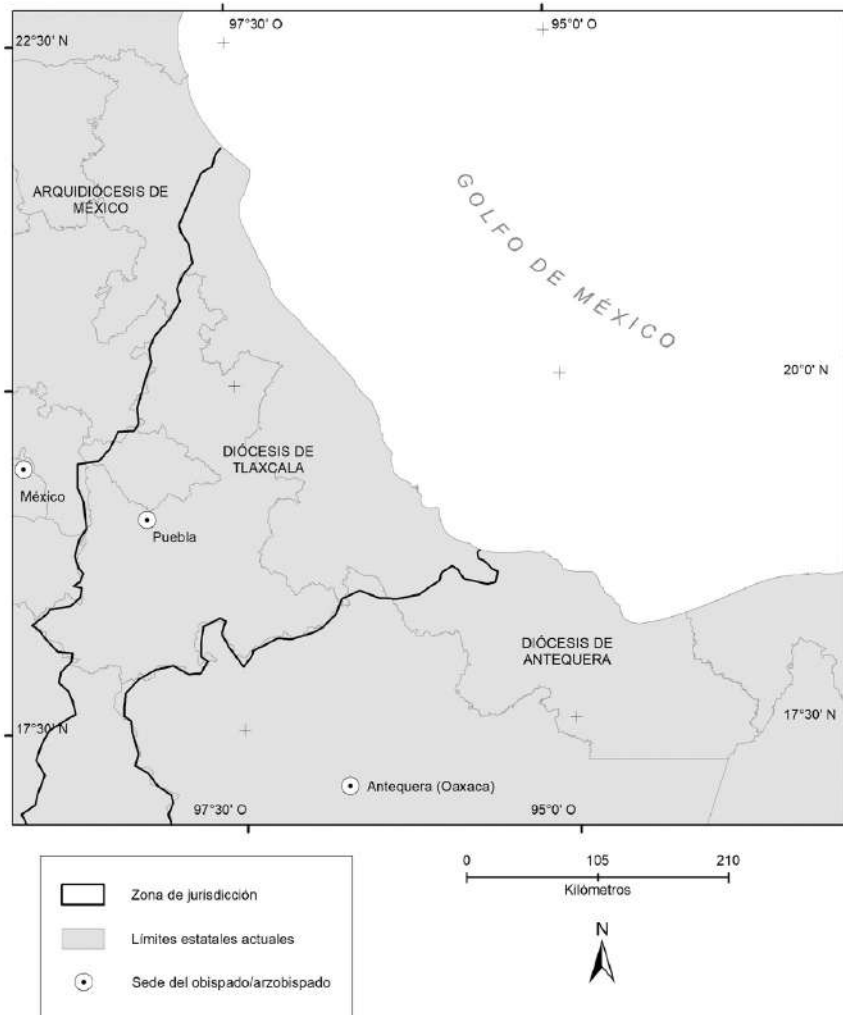 97°30' O
95°0' O
22°30' N
ARQUIDIÓCESIS DE
MÉXICO
GOLFO DE MÉXICO
20°0' N
DIÓCESIS DE
TLAXCALA
México
Puebla
DIÓCESIS DE
ANTEQUERA
17°30' N
17°30' N
Antequera (Oaxaca)
97°30' O
95°0' O
Zona de jurisdicción
Límites estatales actuales
Sede del obispado/arzobispado
0 105 210
Kilómetros
N